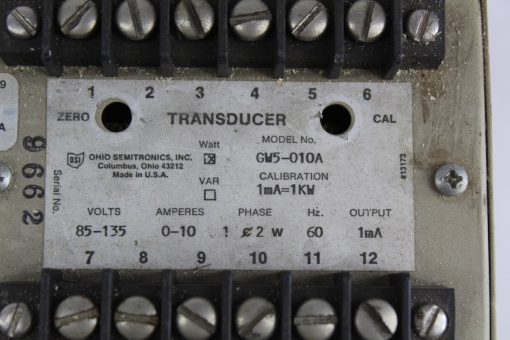 1 2 3 4 5 6
ZERO TRANSDUCER CAL
Watt MODEL No.
OSI OHIO SEMITRONICS, INC. GW5-010A
Columbus, Ohio 43212
Made in U.S.A.
CALIBRATION
VAR 1mA=1KW
#13173
Serial No.
9662
VOLTS AMPERES PHASE Hz. OUTPUT
85-135 0-10 1 ø 2 W 60 1mA
7 8 9 10 11 12
9
A